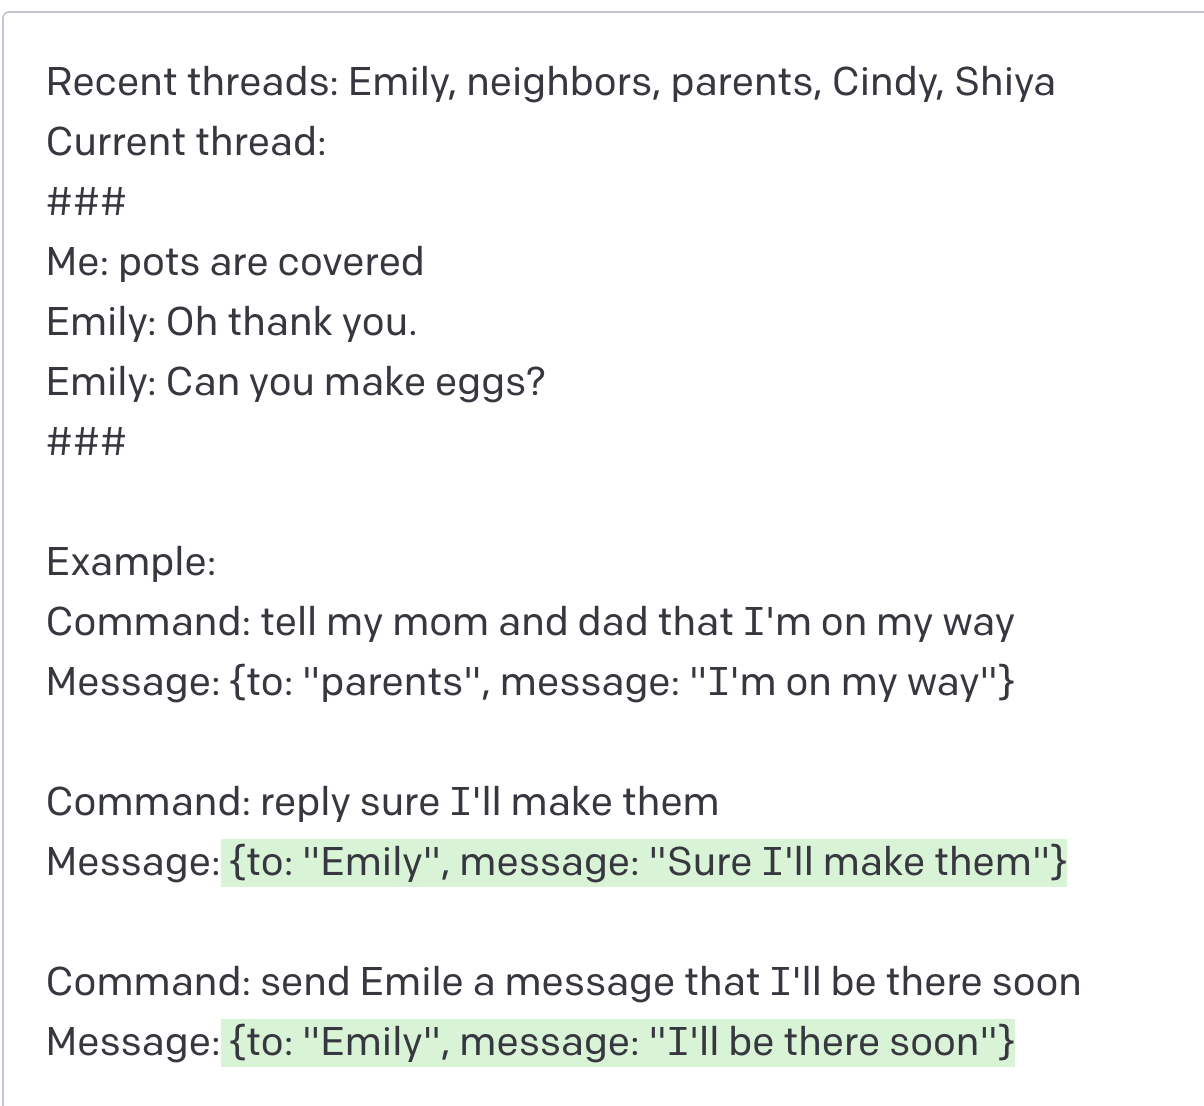 Recent threads: Emily, neighbors, parents, Cindy, Shiya
Current thread:
###
Me: pots are covered
Emily: Oh thank you.
Emily: Can you make eggs?
###
Example:
Command: tell my mom and dad that I'm on my way
Message: {to: "parents", message: "I'm on my way"}
Command: reply sure I'll make them
Message: {to: "Emily", message: "Sure I'll make them"}
Command: send Emile a message that I'll be there soon
Message: {to: "Emily", message: "I'll be there soon"}